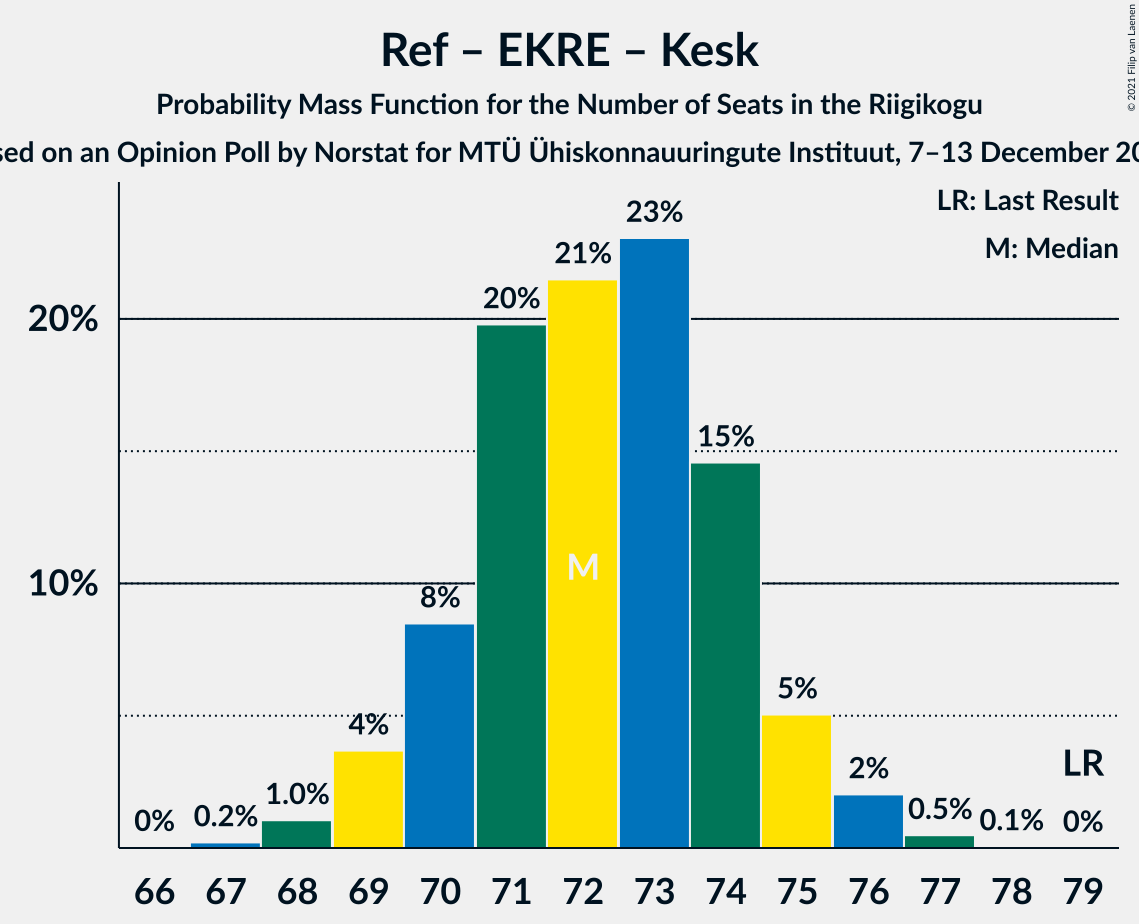 Ref – EKRE – Kesk
Probability Mass Function for the Number of Seats in the Riigikogu
sed on an Opinion Poll by Norstat for MTÜ Ühiskonnauuringute Instituut, 7–13 December 20
© 2021 Filip van Laenen
LR: Last Result
M: Median
23%
21%
20%
20%
15%
M
10%
8%
5%
4%
2%
LR
1.0%
0.5%
0.2%
0.1%
0%
0%
66 67 68 69 70 71 72 73 74 75 76 77 78 79